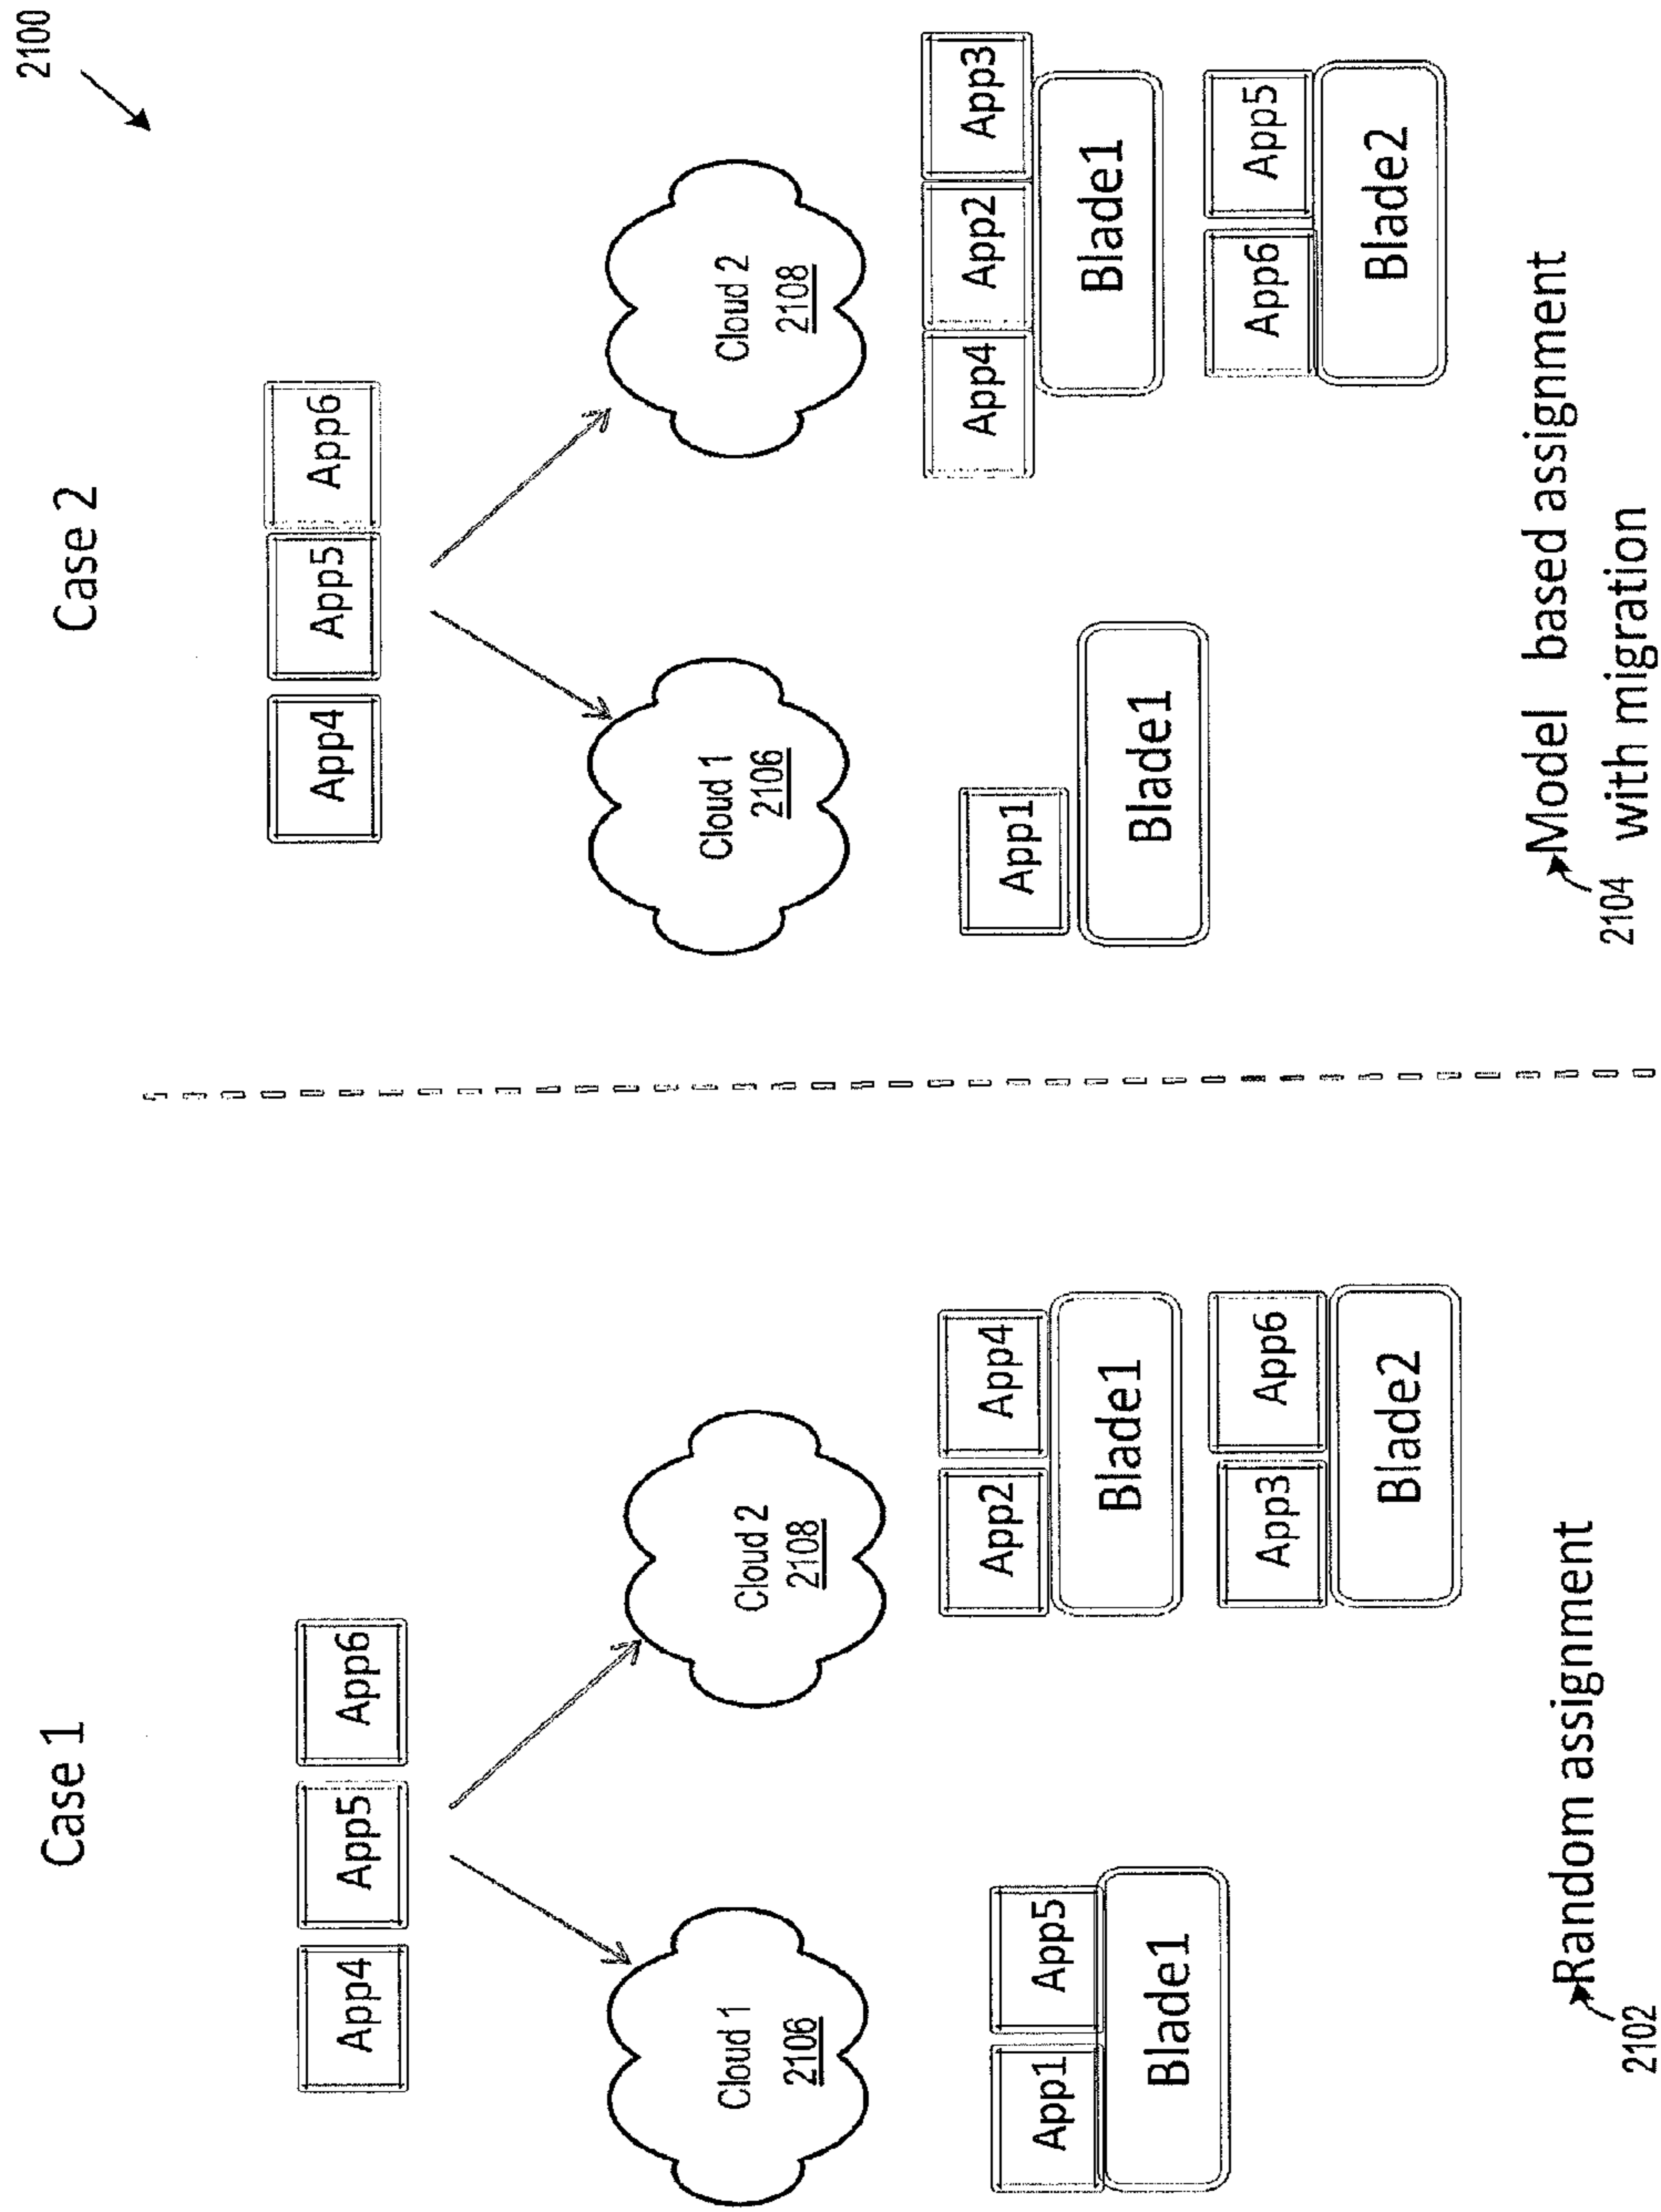 2100
Case 1
App4 App5 App6
Cloud 1
2106
Cloud 2
2108
App1 App5
Blade1
App2 App4
Blade1
App3 App6
Blade2
Random assignment
2102
Case 2
App4 App5 App6
Cloud 1
2106
Cloud 2
2108
App1
Blade1
App4 App2 App3
Blade1
App6 App5
Blade2
Model based assignment
with migration
2104